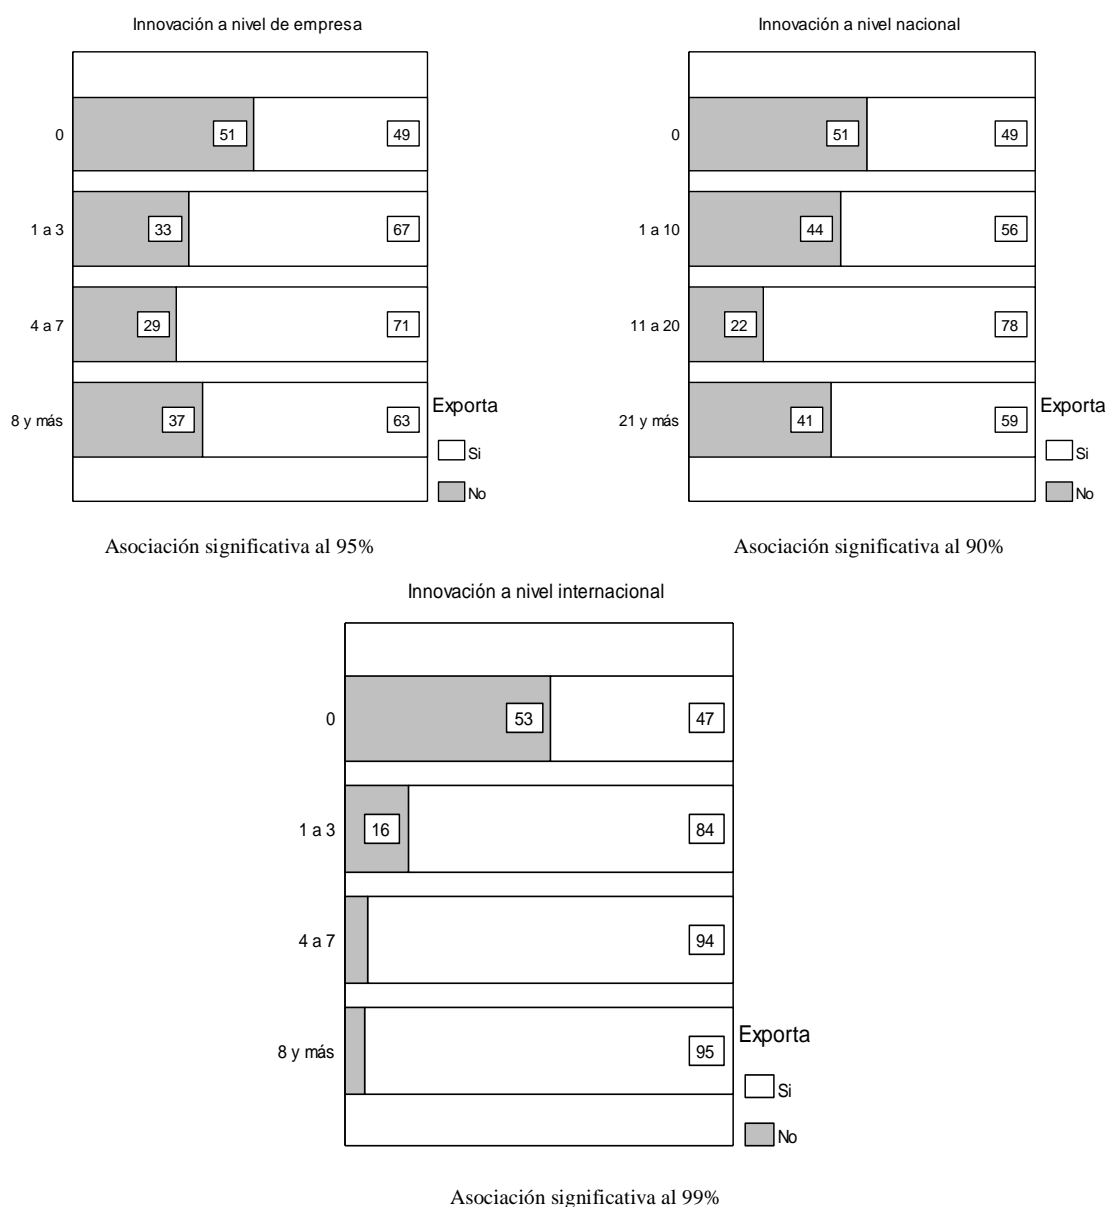 Innovación a nivel de empresa
0 51 49
1 a 3 33 67
4 a 7 29 71
8 y más 37 63
Exporta
Si
No
Asociación significativa al 95%
Innovación a nivel nacional
0 51 49
1 a 10 44 56
11 a 20 22 78
21 y más 41 59
Exporta
Si
No
Asociación significativa al 90%
Innovación a nivel internacional
0 53 47
1 a 3 16 84
4 a 7 94
8 y más 95
Exporta
Si
No
Asociación significativa al 99%